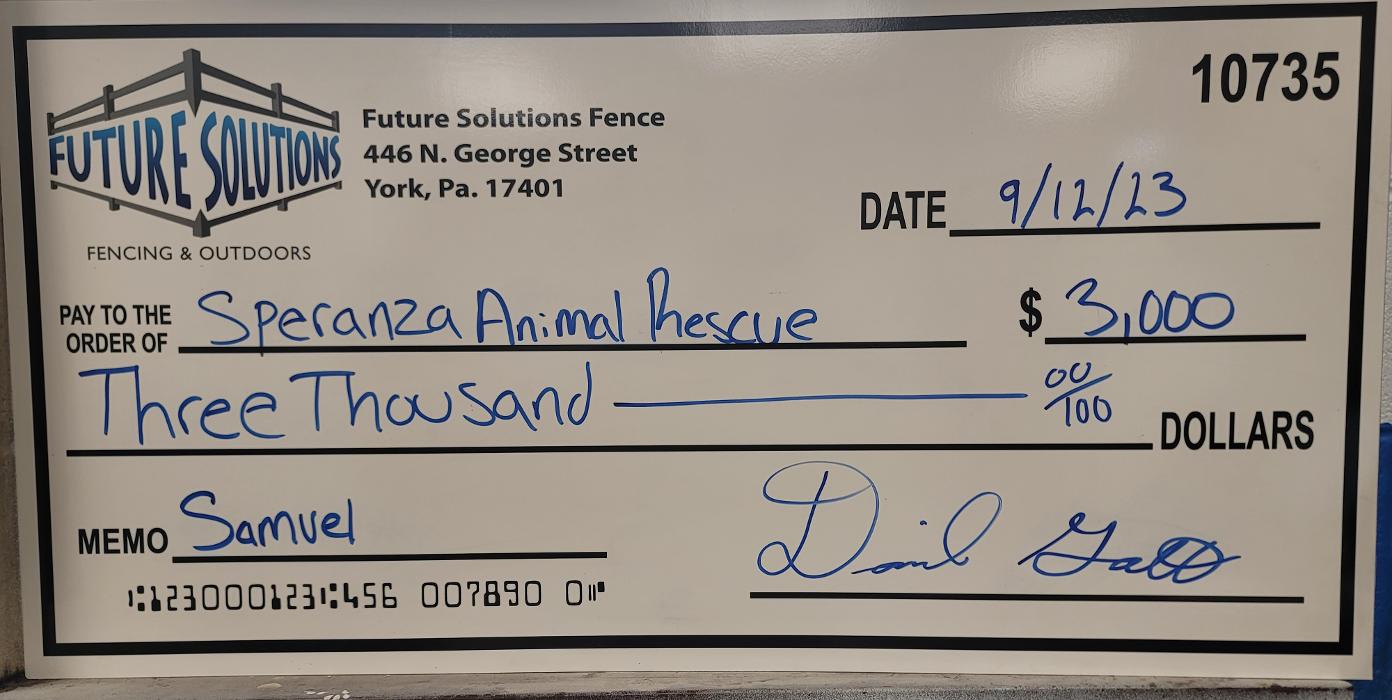 FUTURE SOLUTIONS
FENCING & OUTDOORS
Future Solutions Fence
446 N. George Street
York, Pa. 17401
10735
DATE 9/12/23
PAY TO THE ORDER OF Speranza Animal Rescue $ 3,000
Three Thousand 00/100 DOLLARS
MEMO Samuel
⑆123000123⑆456 007890 0⑈